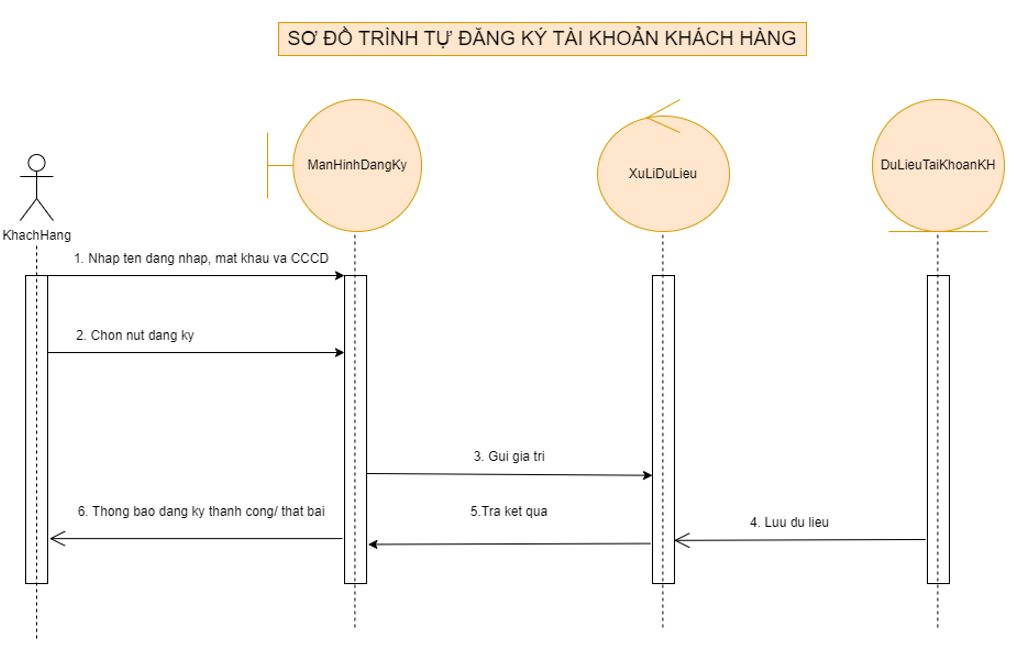 SƠ ĐỒ TRÌNH TỰ ĐĂNG KÝ TÀI KHOẢN KHÁCH HÀNG
ManHinhDangKy
XuLiDuLieu
DuLieuTaiKhoanKH
KhachHang
1. Nhap ten dang nhap, mat khau va CCCD
2. Chon nut dang ky
3. Gui gia tri
6. Thong bao dang ky thanh cong/ that bai
5.Tra ket qua
4. Luu du lieu